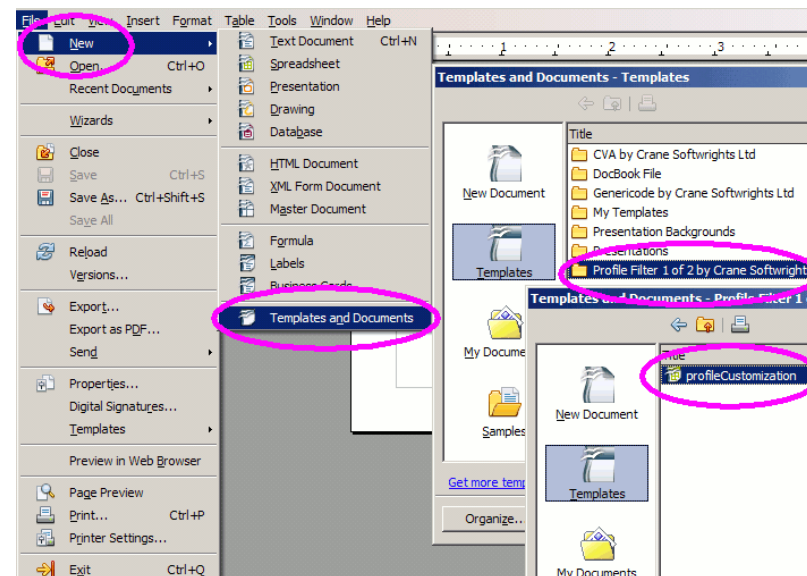 File Edit View Insert Format Table Tools Window Help
New
Open... Ctrl+O
Recent Documents
Wizards
Close
Save Ctrl+S
Save As... Ctrl+Shift+S
Save All
Reload
Versions...
Export...
Export as PDF...
Send
Properties...
Digital Signatures...
Templates
Preview in Web Browser
Page Preview
Print... Ctrl+P
Printer Settings...
Exit Ctrl+Q
Text Document Ctrl+N
Spreadsheet
Presentation
Drawing
Database
HTML Document
XML Form Document
Master Document
Formula
Labels
Business Cards
Templates and Documents
1 2 3
Templates and Documents - Templates
New Document
Templates
My Docume
Samples
Get more temp
Organize..
Title
CVA by Crane Softwrights Ltd
DocBook File
Genericode by Crane Softwrights Ltd
My Templates
Presentation Backgrounds
Presentations
Profile Filter 1 of 2 by Crane Softwright
Templates and Documents - Profile Filter 1
New Document
Templates
My Documents
Title
profileCustomization